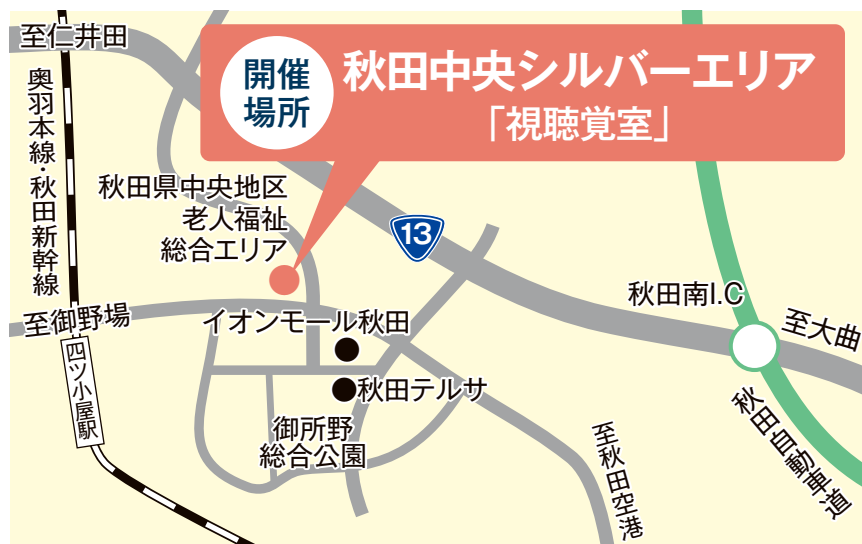 至仁井田
開催
場所
秋田中央シルバーエリア
「視聴覚室」
奥羽本線・秋田新幹線
秋田県中央地区
老人福祉
総合エリア
13
秋田南I.C
至御野場
イオンモール秋田
至大曲
四ツ小屋駅
秋田テルサ
御所野
総合公園
至秋田空港
秋田自動車道